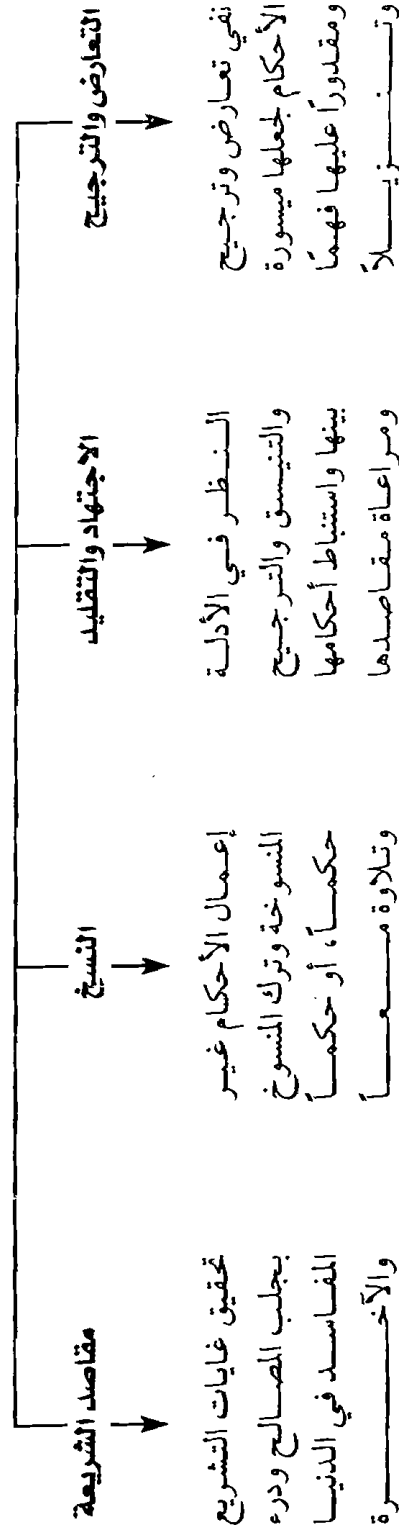 التعارض والترجيح
نفي تعارض وترجيح
الأحكام لجعلها ميسورة
ومقدوراً عليها فهماً
وتنزيلاً
الاجتهاد والتقليد
النظر في الأدلة
والتنيسق والترجيح
بينها واستنباط أحكامها
ومراعاة مقاصدها
النسخ
إعمال الأحكام غير
المنسوخة وترك المنسوخ
حكماً، أو حكماً
وتلاوة معاً
مقاصد الشريعة
تحقيق غايات التشريع
بجلب المصالح ودرء
المفاسد في الدنيا
والآخرة